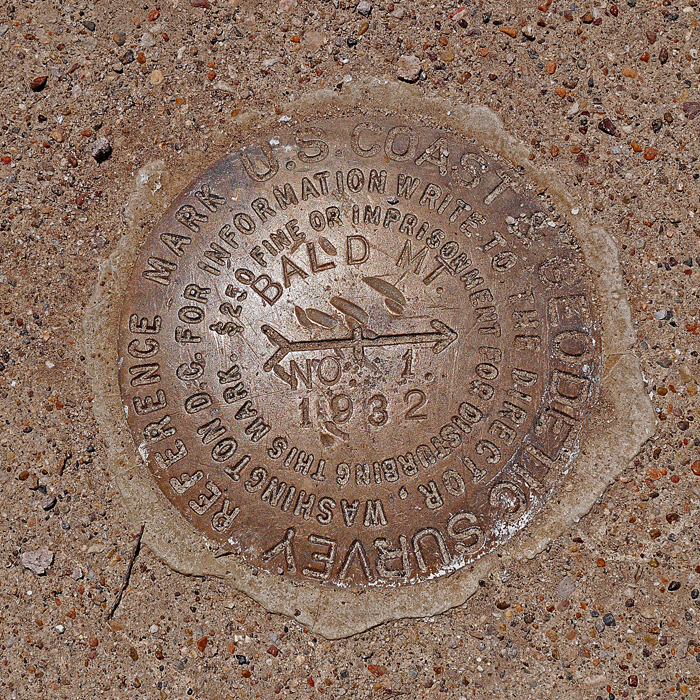 U.S. COAST & GEODETIC SURVEY
REFERENCE MARK
FOR INFORMATION WRITE TO THE DIRECTOR, WASHINGTON D.C.
$250 FINE OR IMPRISONMENT FOR DISTURBING THIS MARK.
BALD MT.
NO. 1.
1932